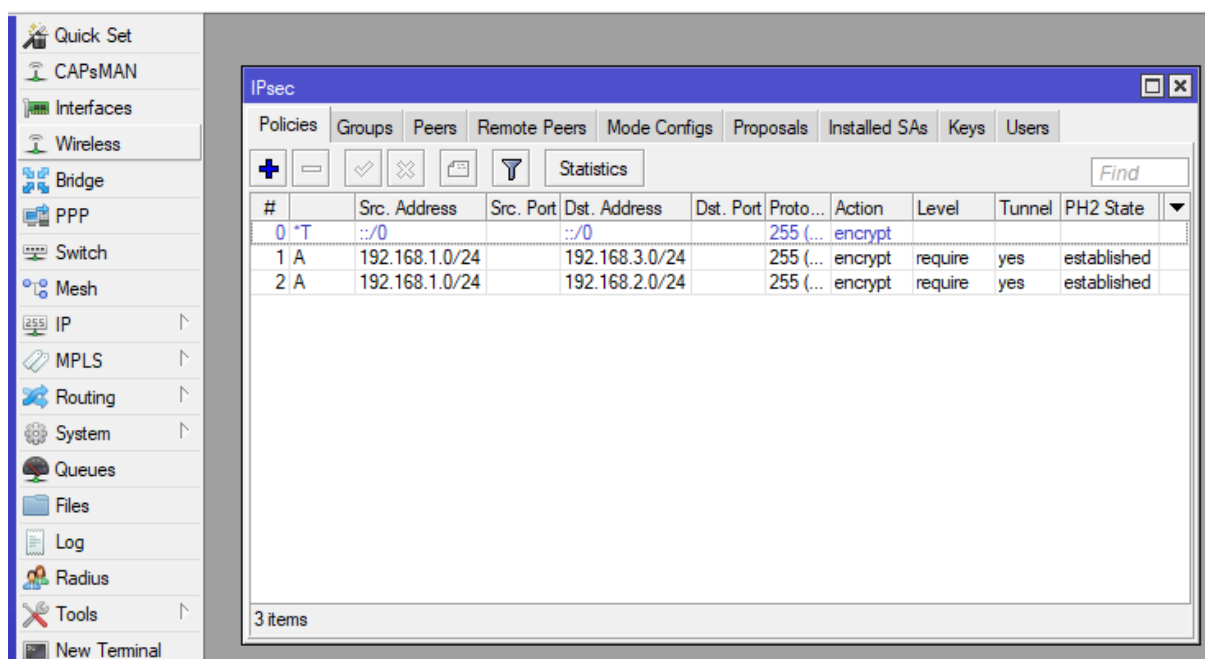 Quick Set
CAPsMAN
Interfaces
Wireless
Bridge
PPP
Switch
Mesh
255 IP
MPLS
Routing
System
Queues
Files
Log
Radius
Tools
New Terminal
IPsec
Policies Groups Peers Remote Peers Mode Configs Proposals Installed SAs Keys Users
Statistics Find
# Src. Address Src. Port Dst. Address Dst. Port Proto... Action Level Tunnel PH2 State
0 *T ::/0 ::/0 255 (... encrypt
1 A 192.168.1.0/24 192.168.3.0/24 255 (... encrypt require yes established
2 A 192.168.1.0/24 192.168.2.0/24 255 (... encrypt require yes established
3 items